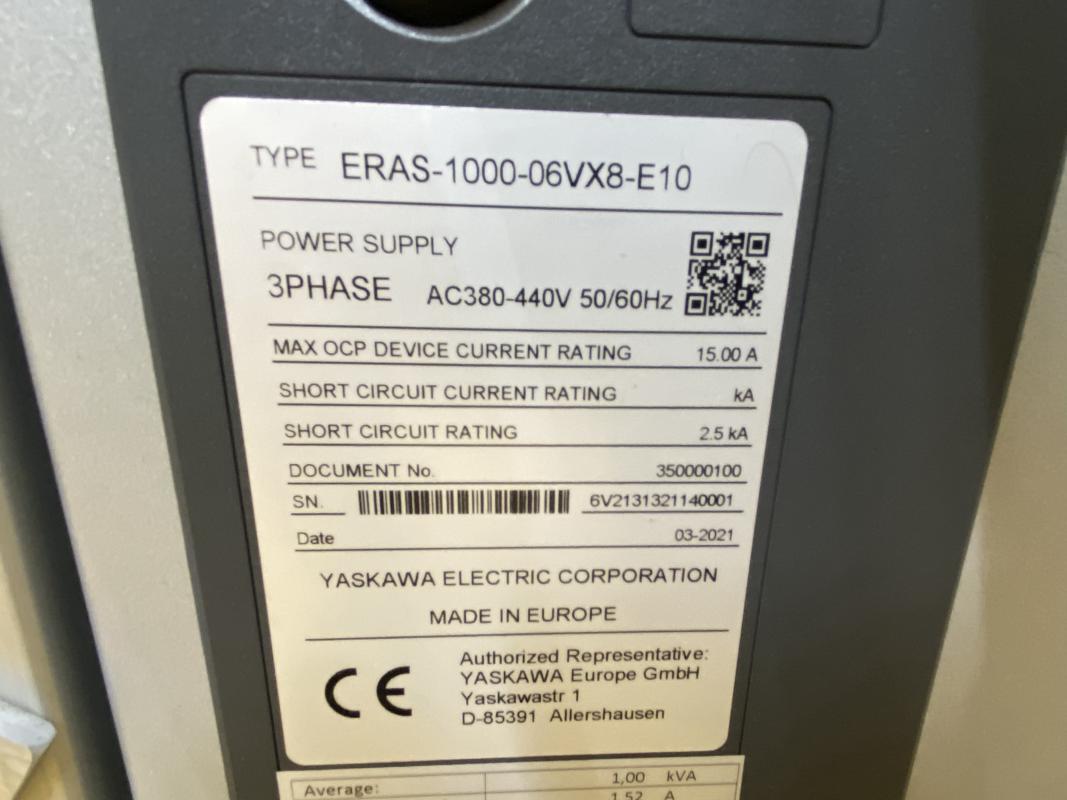 TYPE ERAS-1000-06VX8-E10
POWER SUPPLY
3PHASE AC380-440V 50/60Hz
MAX OCP DEVICE CURRENT RATING 15.00 A
SHORT CIRCUIT CURRENT RATING kA
SHORT CIRCUIT RATING 2.5 kA
DOCUMENT No. 350000100
SN. 6V2131321140001
Date 03-2021
YASKAWA ELECTRIC CORPORATION
MADE IN EUROPE
CE
Authorized Representative:
YASKAWA Europe GmbH
Yaskawastr 1
D-85391 Allershausen
Average: 1,00 kVA
1,52 A